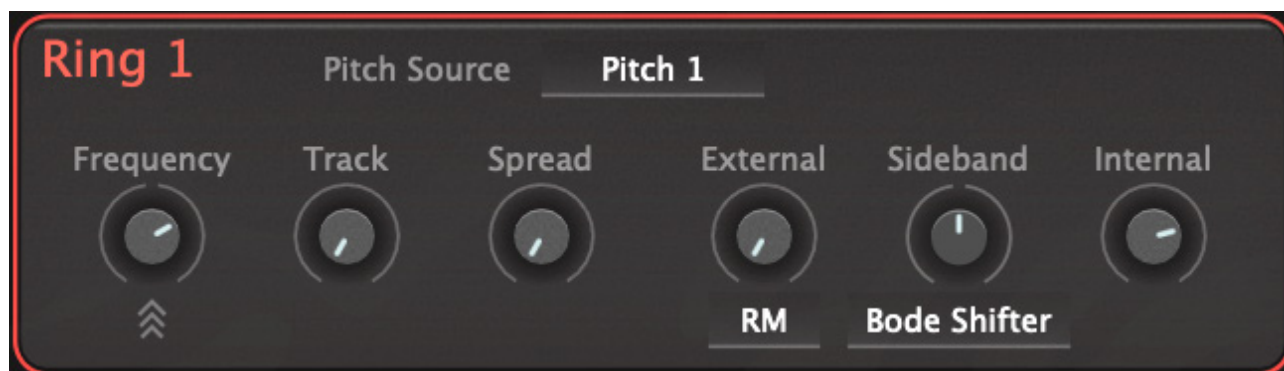 Ring 1
Pitch Source Pitch 1
Frequency Track Spread External Sideband Internal
RM Bode Shifter